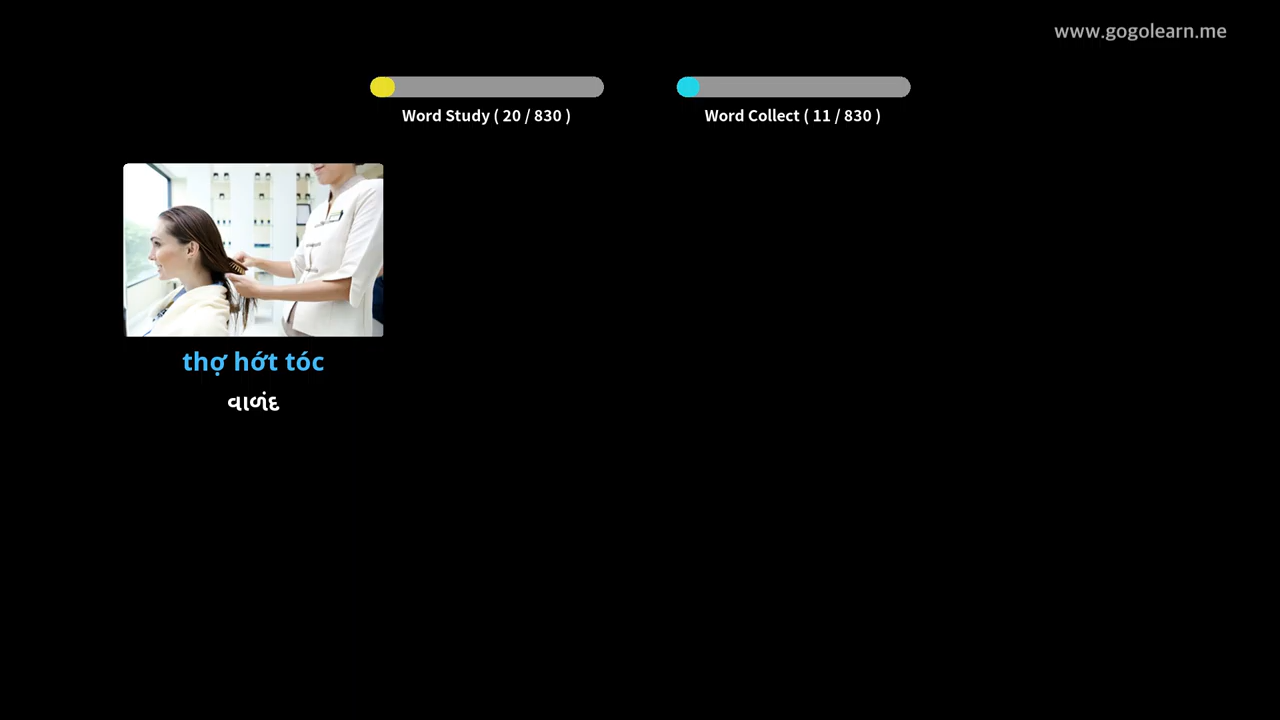 www.gogolearn.me
Word Study ( 20 / 830 )
Word Collect ( 11 / 830 )
thợ hớt tóc
વાળંદ